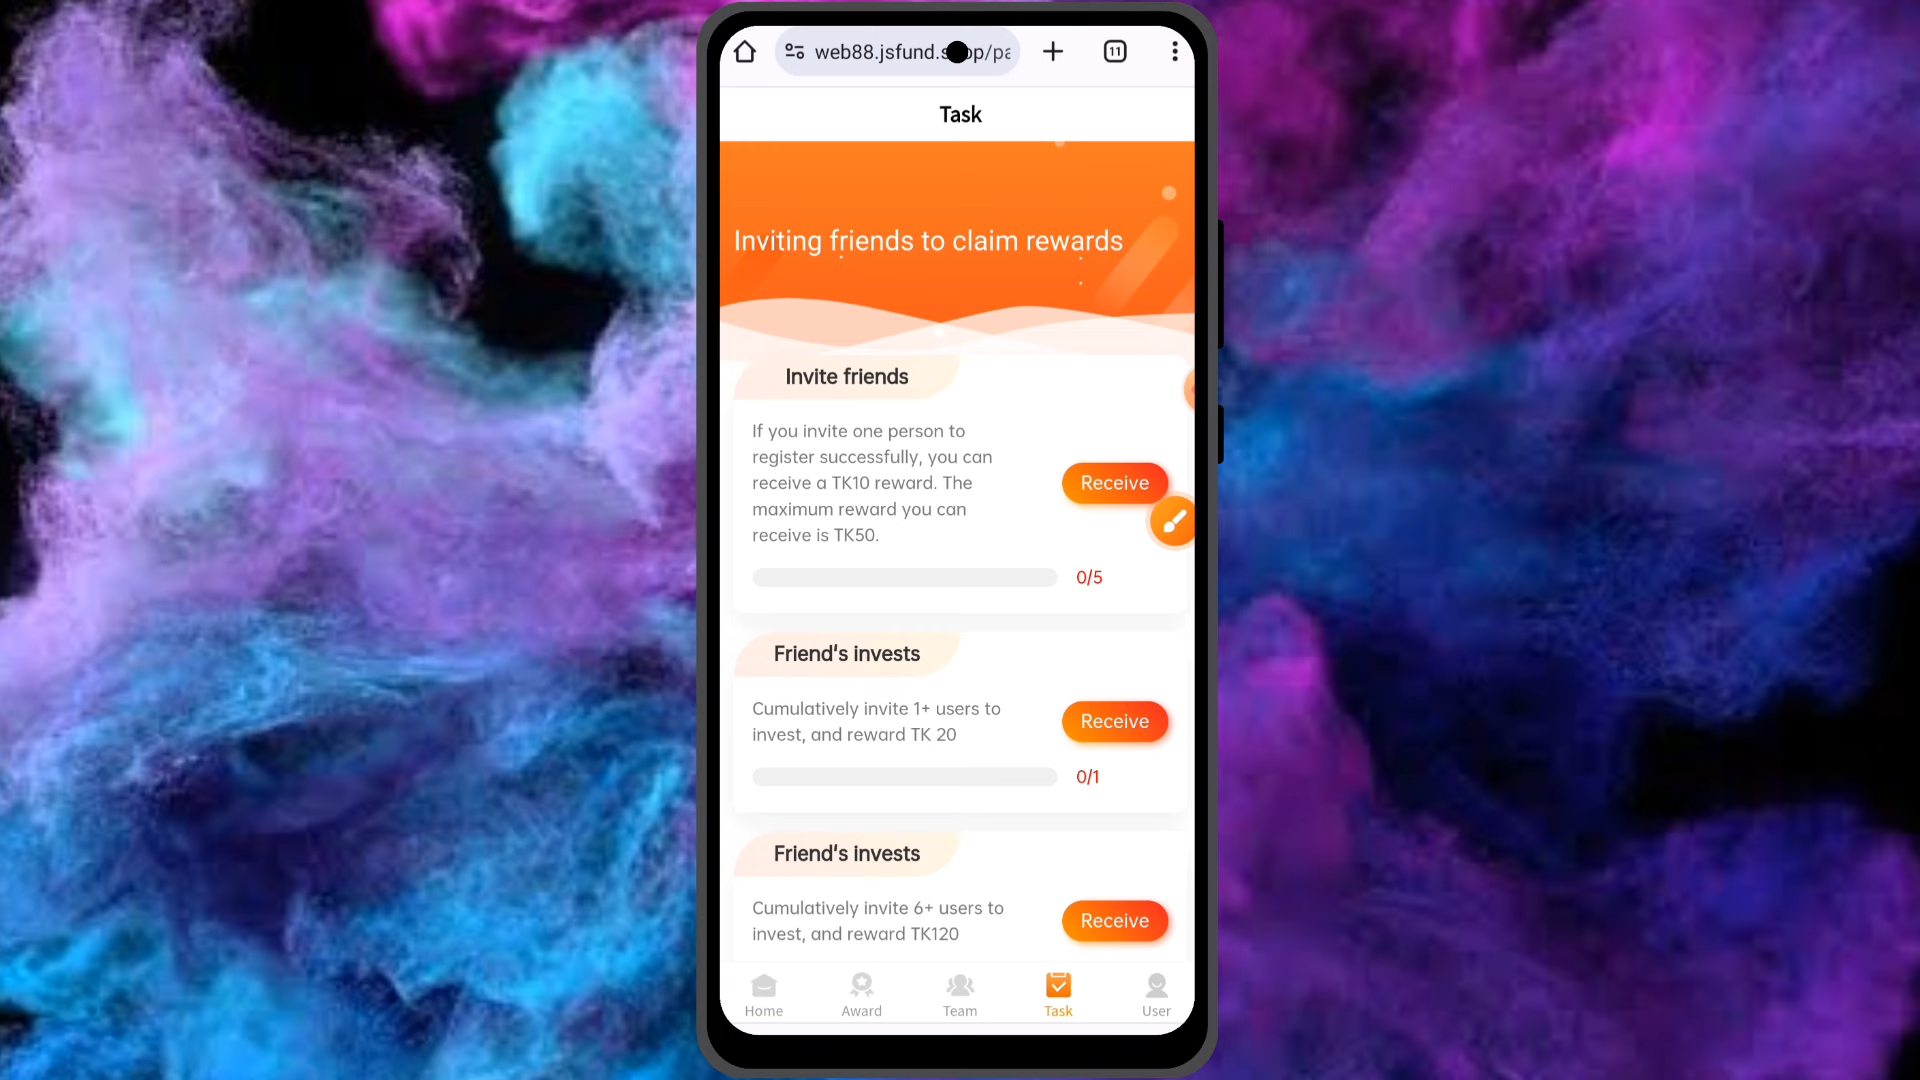 web88.jsfund.s
op/pa
11
Task
Inviting friends to claim rewards
Invite friends
If you invite one person to
register successfully, you can
receive a TK10 reward. The
maximum reward you can
receive is TK50.
Receive
0/5
Friend's invests
Cumulatively invite 1+ users to
invest, and reward TK 20
Receive
0/1
Friend's invests
Cumulatively invite 6+ users to
invest, and reward TK120
Receive
Home
Award
Team
Task
User